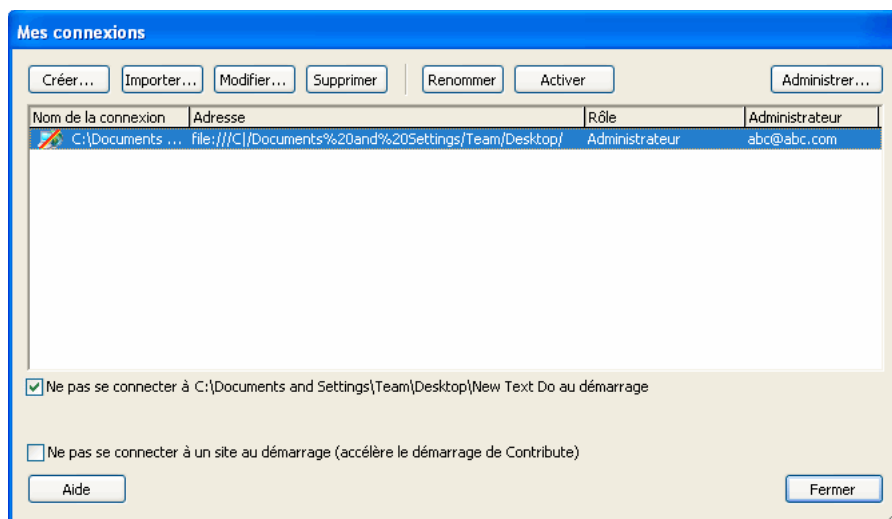 Mes connexions
Créer... Importer... Modifier... Supprimer Renommer Activer Administrer...
Nom de la connexion Adresse Rôle Administrateur
C:\Documents ... file:///C|/Documents%20and%20Settings/Team/Desktop/ Administrateur abc@abc.com
Ne pas se connecter à C:\Documents and Settings\Team\Desktop\New Text Do au démarrage
Ne pas se connecter à un site au démarrage (accélère le démarrage de Contribute)
Aide Fermer